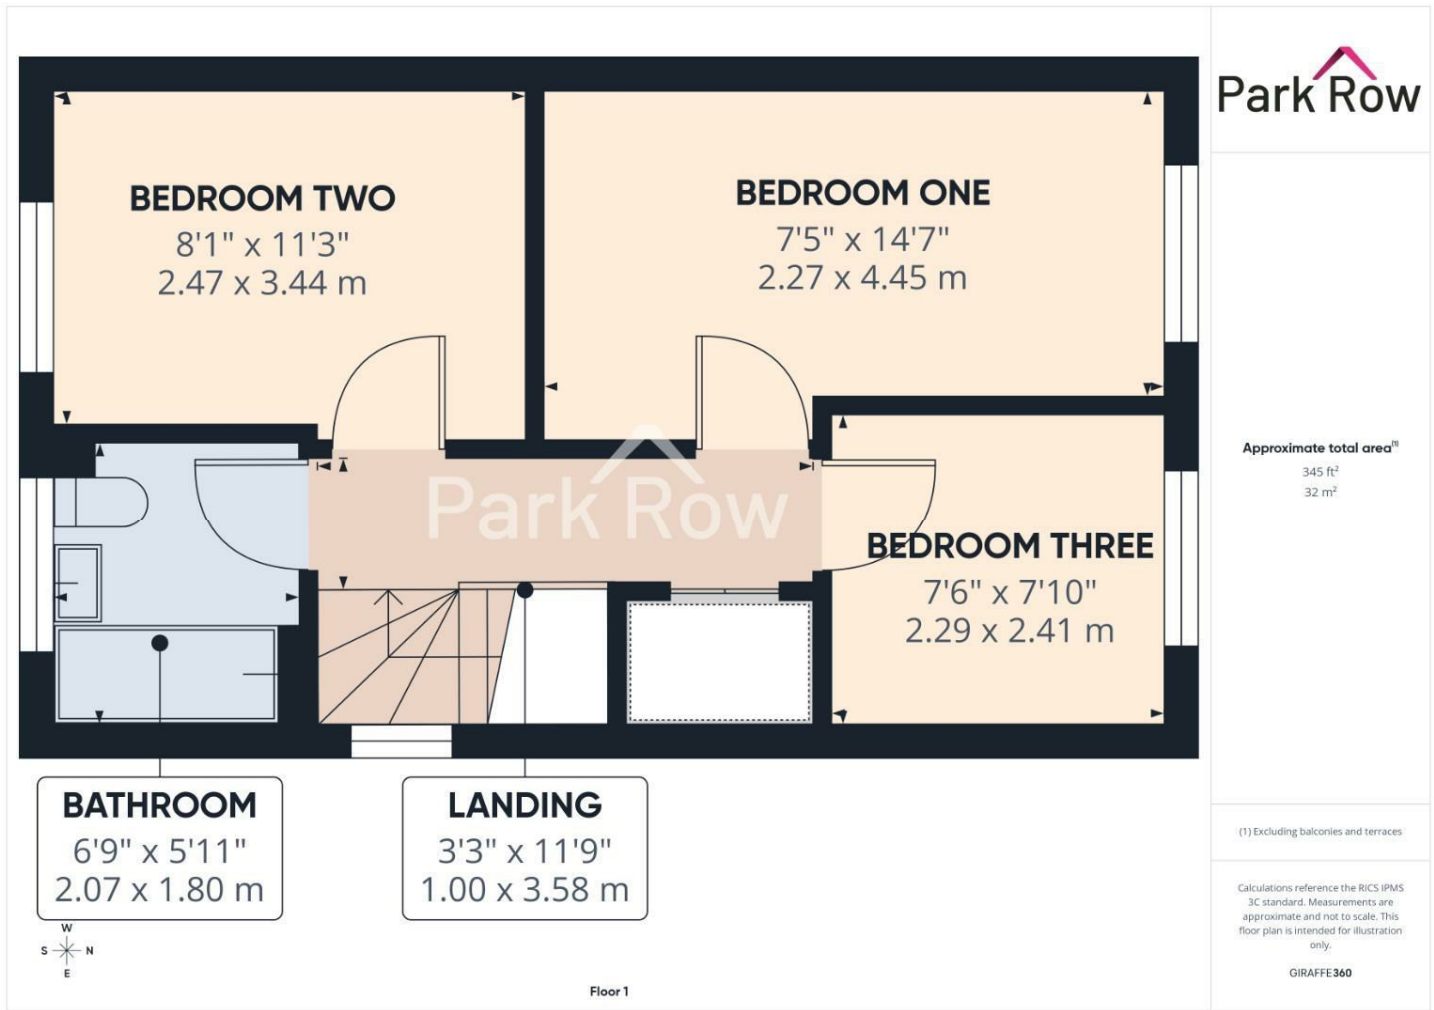 BEDROOM TWO
8'1" x 11'3"
2.47 x 3.44 m
BEDROOM ONE
7'5" x 14'7"
2.27 x 4.45 m
Park Row
BEDROOM THREE
7'6" x 7'10"
2.29 x 2.41 m
BATHROOM
6'9" x 5'11"
2.07 x 1.80 m
LANDING
3'3" x 11'9"
1.00 x 3.58 m
W
S N
E
Floor 1
Park Row
Approximate total area(1)
345 ft²
32 m²
(1) Excluding balconies and terraces
Calculations reference the RICS IPMS
3C standard. Measurements are
approximate and not to scale. This
floor plan is intended for illustration
only.
GIRAFFE360